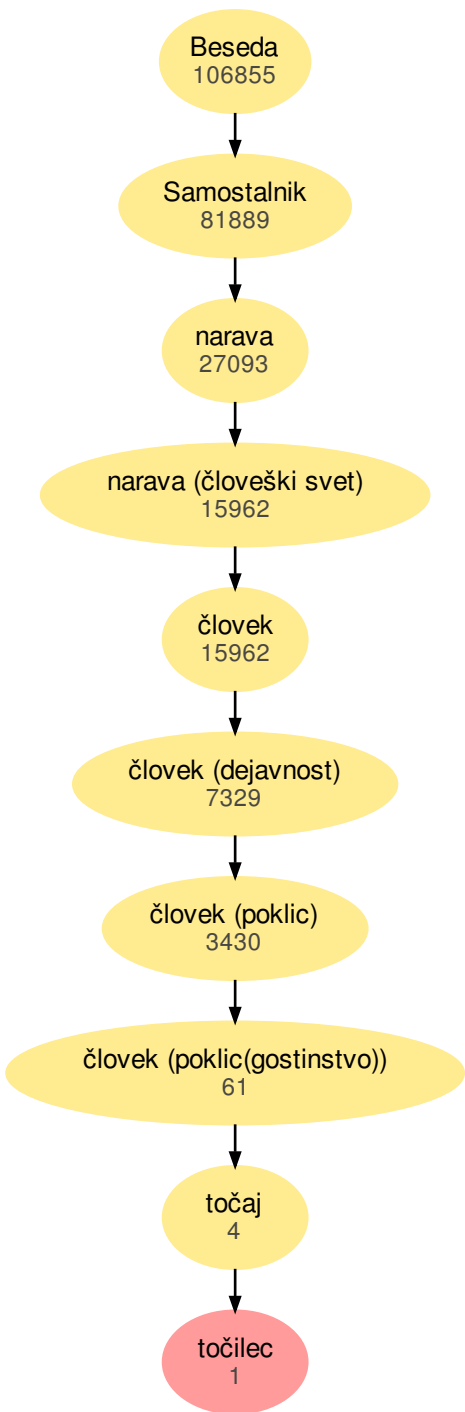 Beseda
106855
Samostalnik
81889
narava
27093
narava (človeški svet)
15962
človek
15962
človek (dejavnost)
7329
človek (poklic)
3430
človek (poklic(gostinstvo))
61
točaj
4
točilec
1